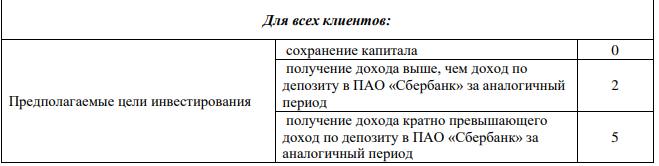 Для всех клиентов:
Предполагаемые цели инвестирования
сохранение капитала
0
получение дохода выше, чем доход по
депозиту в ПАО «Сбербанк» за аналогичный
период
2
получение дохода кратно превышающего
доход по депозиту в ПАО «Сбербанк» за
аналогичный период
5